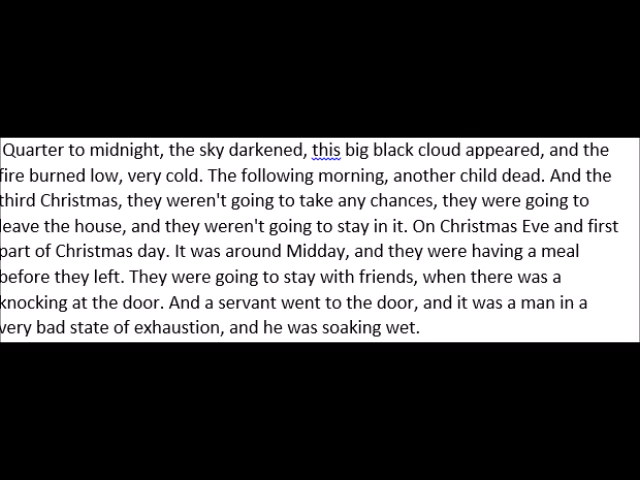 Quarter to midnight, the sky darkened, this big black cloud appeared, and the
fire burned low, very cold. The following morning, another child dead. And the
third Christmas, they weren't going to take any chances, they were going to
leave the house, and they weren't going to stay in it. On Christmas Eve and first
part of Christmas day. It was around Midday, and they were having a meal
before they left. They were going to stay with friends, when there was a
knocking at the door. And a servant went to the door, and it was a man in a
very bad state of exhaustion, and he was soaking wet.